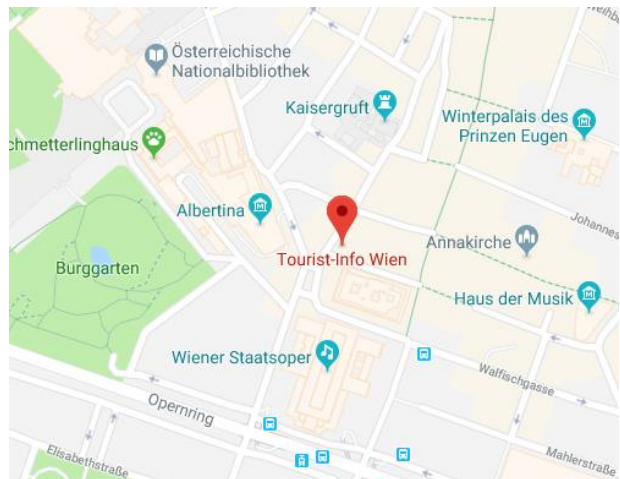 Weihbu
Österreichische
Nationalbibliothek
Kaisergruft
Winterpalais des
Prinzen Eugen
chmetterlinghaus
Albertina
Johannes
Annakirche
Tourist-Info Wien
Burggarten
Haus der Musik
Wiener Staatsoper
Walfischgasse
Opernring
Elisabethstraße
Mahlerstraße